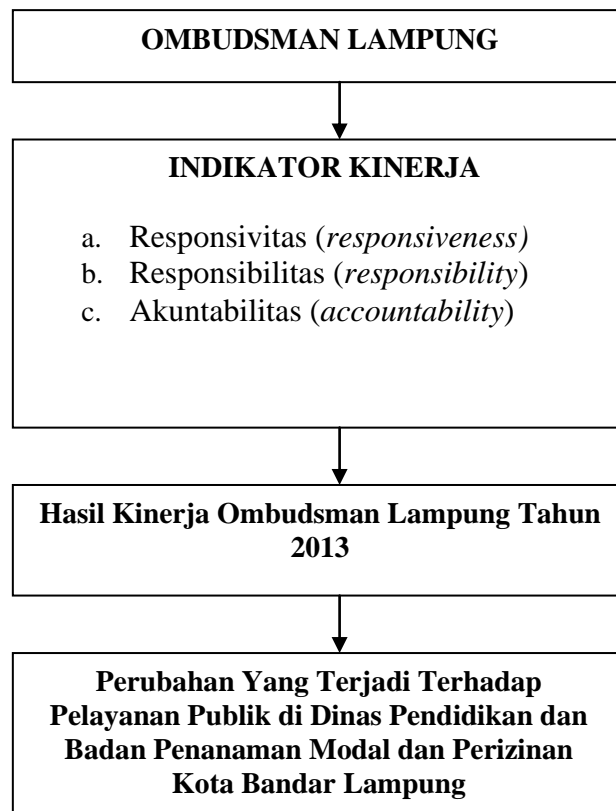 OMBUDSMAN LAMPUNG
INDIKATOR KINERJA
a. Responsivitas (responsiveness)
b. Responsibilitas (responsibility)
c. Akuntabilitas (accountability)
Hasil Kinerja Ombudsman Lampung Tahun
2013
Perubahan Yang Terjadi Terhadap
Pelayanan Publik di Dinas Pendidikan dan
Badan Penanaman Modal dan Perizinan
Kota Bandar Lampung